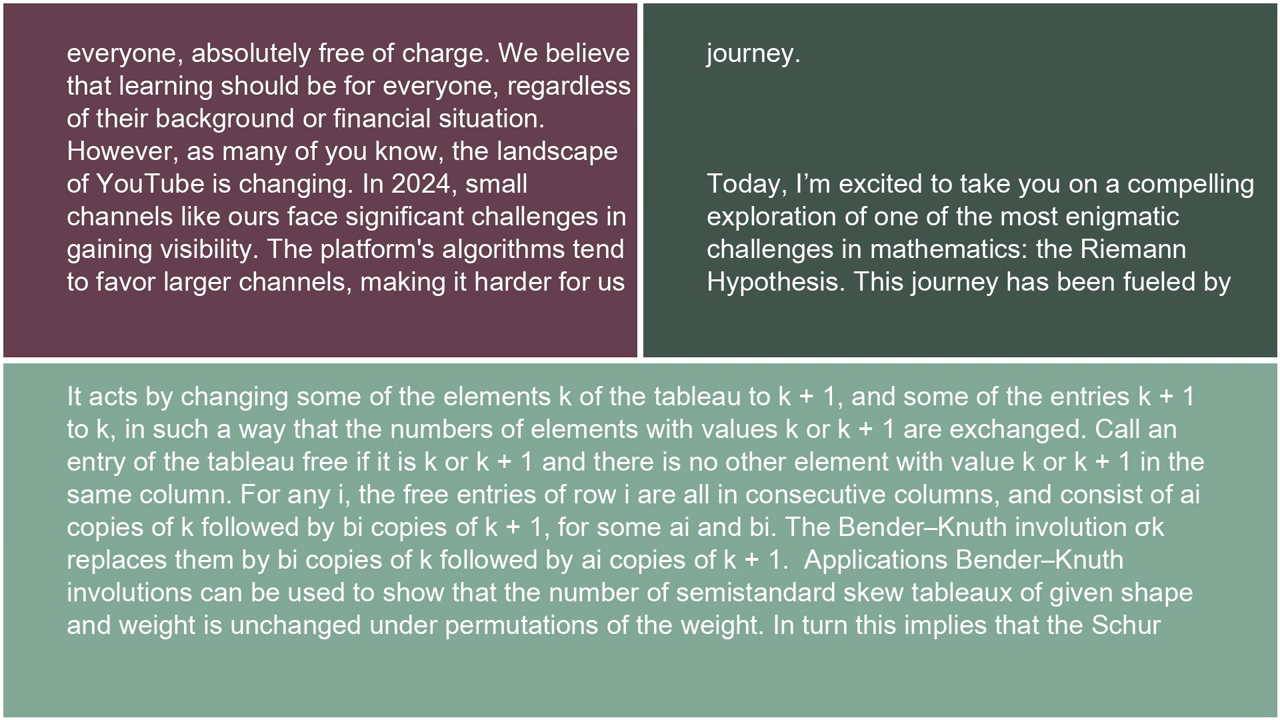 everyone, absolutely free of charge. We believe
that learning should be for everyone, regardless
of their background or financial situation.
However, as many of you know, the landscape
of YouTube is changing. In 2024, small
channels like ours face significant challenges in
gaining visibility. The platform's algorithms tend
to favor larger channels, making it harder for us
journey.
Today, I’m excited to take you on a compelling
exploration of one of the most enigmatic
challenges in mathematics: the Riemann
Hypothesis. This journey has been fueled by
It acts by changing some of the elements k of the tableau to k + 1, and some of the entries k + 1
to k, in such a way that the numbers of elements with values k or k + 1 are exchanged. Call an
entry of the tableau free if it is k or k + 1 and there is no other element with value k or k + 1 in the
same column. For any i, the free entries of row i are all in consecutive columns, and consist of ai
copies of k followed by bi copies of k + 1, for some ai and bi. The Bender–Knuth involution σk
replaces them by bi copies of k followed by ai copies of k + 1.  Applications Bender–Knuth
involutions can be used to show that the number of semistandard skew tableaux of given shape
and weight is unchanged under permutations of the weight. In turn this implies that the Schur